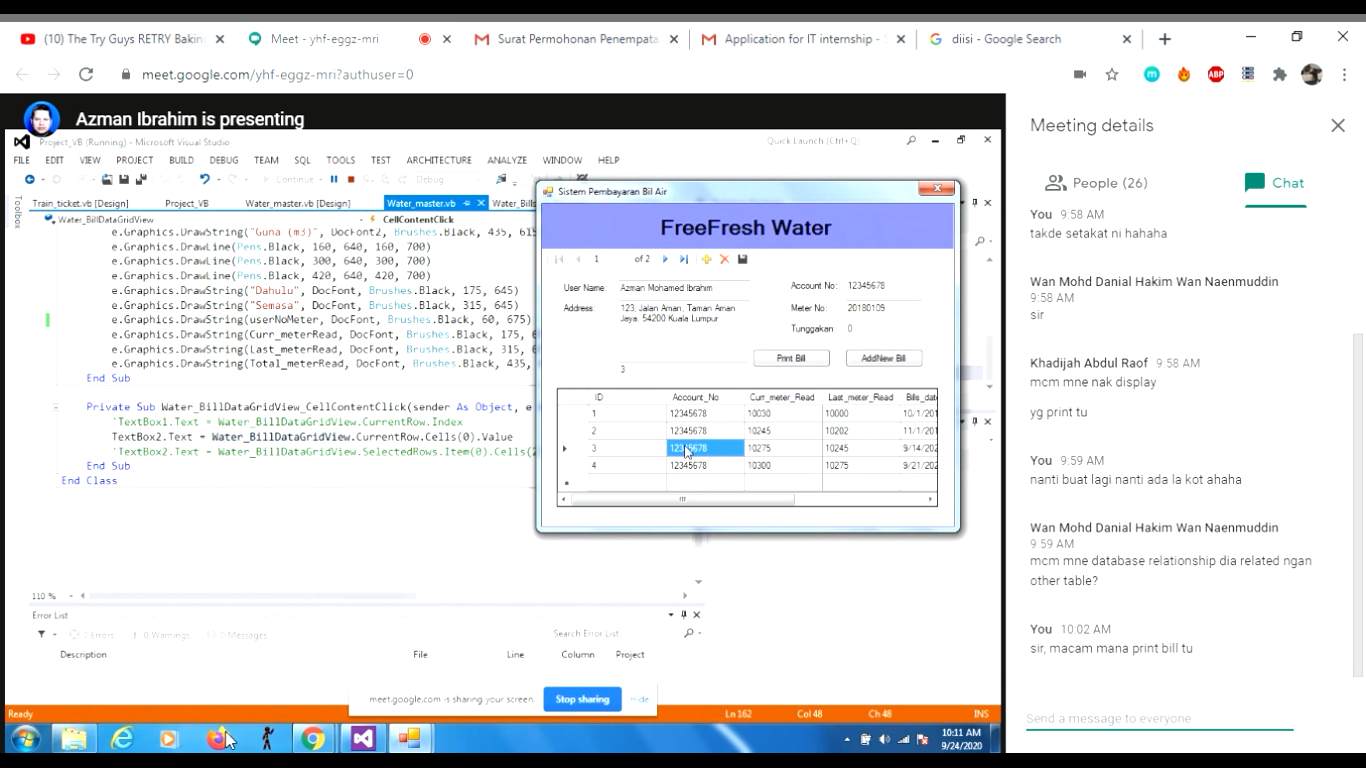 (10) The Try Guys RETRY Bakin
Meet - yhf-eggz-mri
Surat Permohonan Penempata
Application for IT internship -
diisi - Google Search
meet.google.com/yhf-eggz-mri?authuser=0
ABP
Azman Ibrahim is presenting
Project_VB (Running) - Microsoft Visual Studio
Quick Launch (Ctrl+Q)
FILE EDIT VIEW PROJECT BUILD DEBUG TEAM SQL TOOLS TEST ARCHITECTURE ANALYZE WINDOW HELP
Continue
Debug
Toolbox
Train_ticket.vb [Design]
Project_VB
Water_master.vb [Design]
Water_master.vb
Water_Bills
Water_BillDataGridView
CellContentClick
e.Graphics.DrawString("Guna (m3)", DocFont2, Brushes.Black, 435, 615
e.Graphics.DrawLine(Pens.Black, 160, 640, 160, 700)
e.Graphics.DrawLine(Pens.Black, 300, 640, 300, 700)
e.Graphics.DrawLine(Pens.Black, 420, 640, 420, 700)
e.Graphics.DrawString("Dahulu", DocFont, Brushes.Black, 175, 645)
e.Graphics.DrawString("Semasa", DocFont, Brushes.Black, 315, 645)
e.Graphics.DrawString(userNoMeter, DocFont, Brushes.Black, 60, 675)
e.Graphics.DrawString(Curr_meterRead, DocFont, Brushes.Black, 175, 6
e.Graphics.DrawString(Last_meterRead, DocFont, Brushes.Black, 315, 6
e.Graphics.DrawString(Total_meterRead, DocFont, Brushes.Black, 435,
End Sub
Private Sub Water_BillDataGridView_CellContentClick(sender As Object, e
'TextBox1.Text = Water_BillDataGridView.CurrentRow.Index
TextBox2.Text = Water_BillDataGridView.CurrentRow.Cells(0).Value
'TextBox2.Text = Water_BillDataGridView.SelectedRows.Item(0).Cells(
End Sub
End Class
110 %
Error List
0 Errors
0 Warnings
0 Messages
Search Error List
Description
File
Line
Column
Project
meet.google.com is sharing your screen.
Stop sharing
Ready
Ln 162
Col 48
Ch 48
INS
10:11 AM
9/24/2020
Sistem Pembayaran Bil Air
FreeFresh Water
1
of 2
User Name:
Azman Mohamed Ibrahim
Account No:
12345678
Address:
123, Jalan Aman, Taman Aman
Jaya, 54200 Kuala Lumpur
Meter No:
20180109
Tunggakan
0
Print Bill
AddNew Bill
3
ID Account_No Curr_meter_Read Last_meter_Read Bills_dat
1 12345678 10030 10000 10/1/201
2 12345678 10245 10202 11/1/201
3 12345678 10275 10245 9/14/202
4 12345678 10300 10275 9/21/202
Meeting details
People (26)
Chat
You 9:58 AM
takde setakat ni hahaha
Wan Mohd Danial Hakim Wan Naenmuddin
9:58 AM
sir
Khadijah Abdul Raof 9:58 AM
mcm mne nak display
yg print tu
You 9:59 AM
nanti buat lagi nanti ada la kot ahaha
Wan Mohd Danial Hakim Wan Naenmuddin
9:59 AM
mcm mne database relationship dia related ngan
other table?
You 10:02 AM
sir, macam mana print bill tu
Send a message to everyone